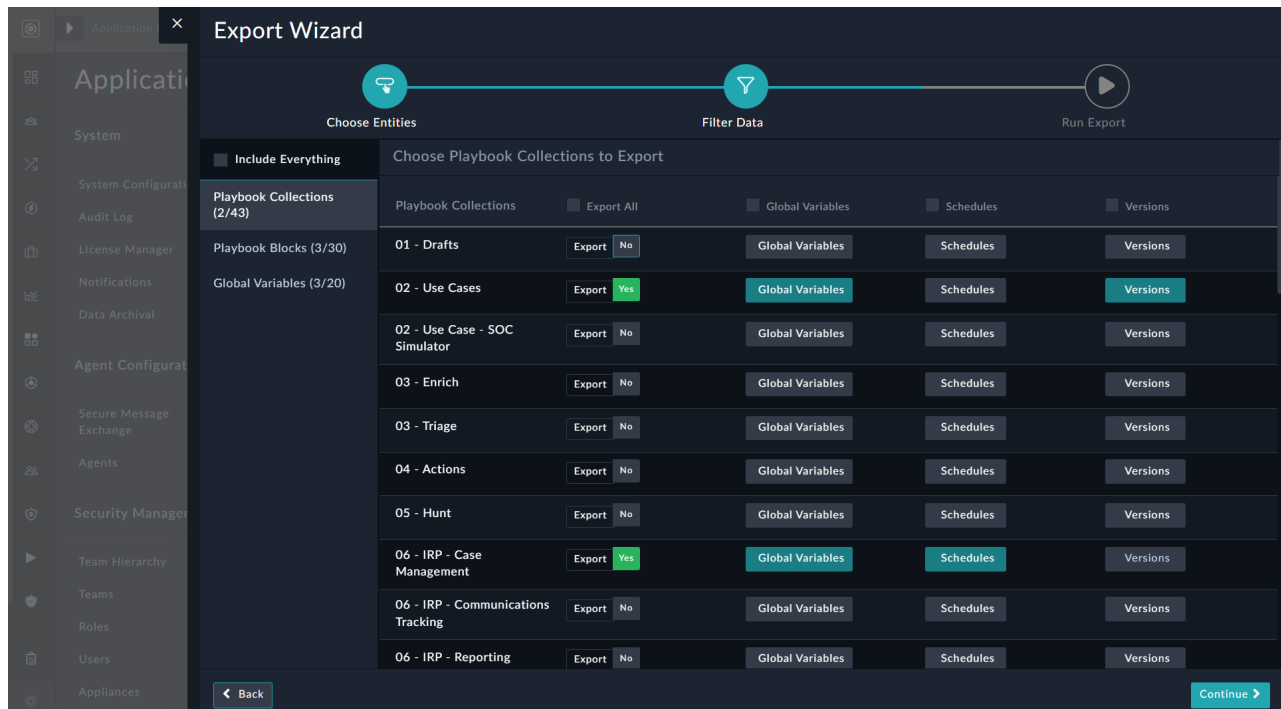 Application
Export Wizard
Applicati
Choose Entities
Filter Data
Run Export
System
System Configurati
Audit Log
License Manager
Notifications
Data Archival
Agent Configurat
Secure Message
Exchange
Agents
Security Manager
Team Hierarchy
Teams
Roles
Users
Appliances
Include Everything
Playbook Collections
(2/43)
Playbook Blocks (3/30)
Global Variables (3/20)
Choose Playbook Collections to Export
Playbook Collections Export All Global Variables Schedules Versions
01 - Drafts Export No Global Variables Schedules Versions
02 - Use Cases Export Yes Global Variables Schedules Versions
02 - Use Case - SOC
Simulator Export No Global Variables Schedules Versions
03 - Enrich Export No Global Variables Schedules Versions
03 - Triage Export No Global Variables Schedules Versions
04 - Actions Export No Global Variables Schedules Versions
05 - Hunt Export No Global Variables Schedules Versions
06 - IRP - Case
Management Export Yes Global Variables Schedules Versions
06 - IRP - Communications
Tracking Export No Global Variables Schedules Versions
06 - IRP - Reporting Export No Global Variables Schedules Versions
Back
Continue